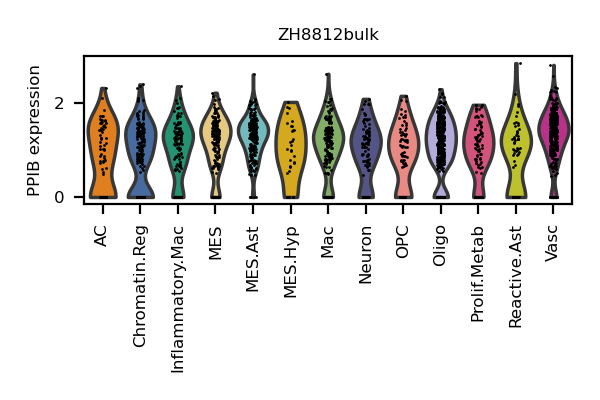 ZH8812bulk
PPIB expression
2
0
AC
Chromatin.Reg
Inflammatory.Mac
MES
MES.Ast
MES.Hyp
Mac
Neuron
OPC
Oligo
Prolif.Metab
Reactive.Ast
Vasc